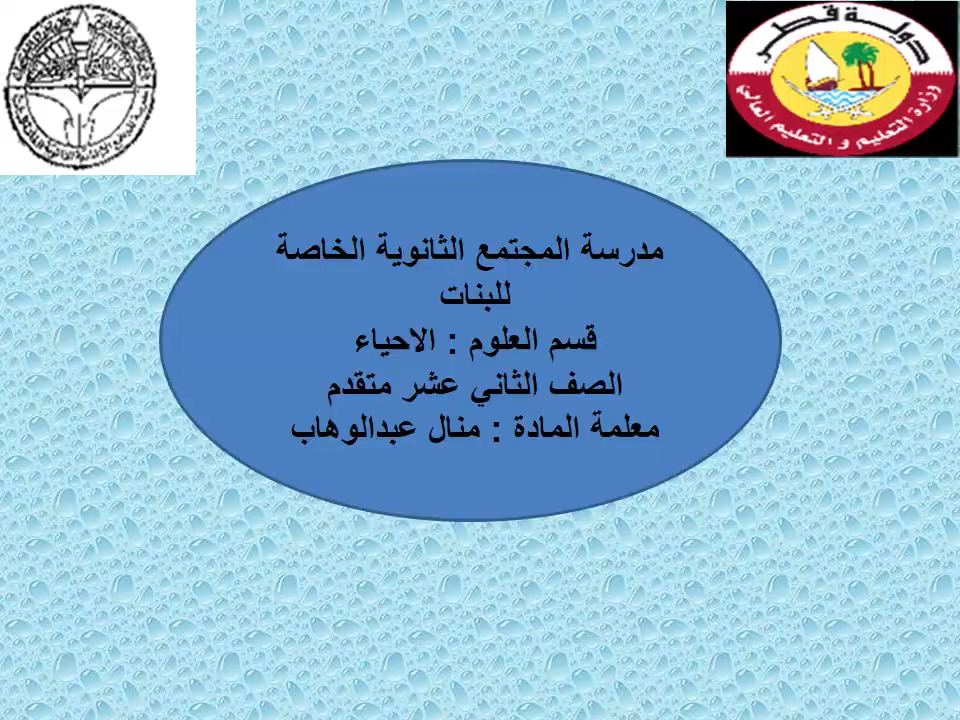 دولة قطر
وزارة التعليم و التعليم العالي
مدرسة المجتمع الثانوية الخاصة
للبنات
قسم العلوم : الاحياء
الصف الثاني عشر متقدم
معلمة المادة : منال عبدالوهاب